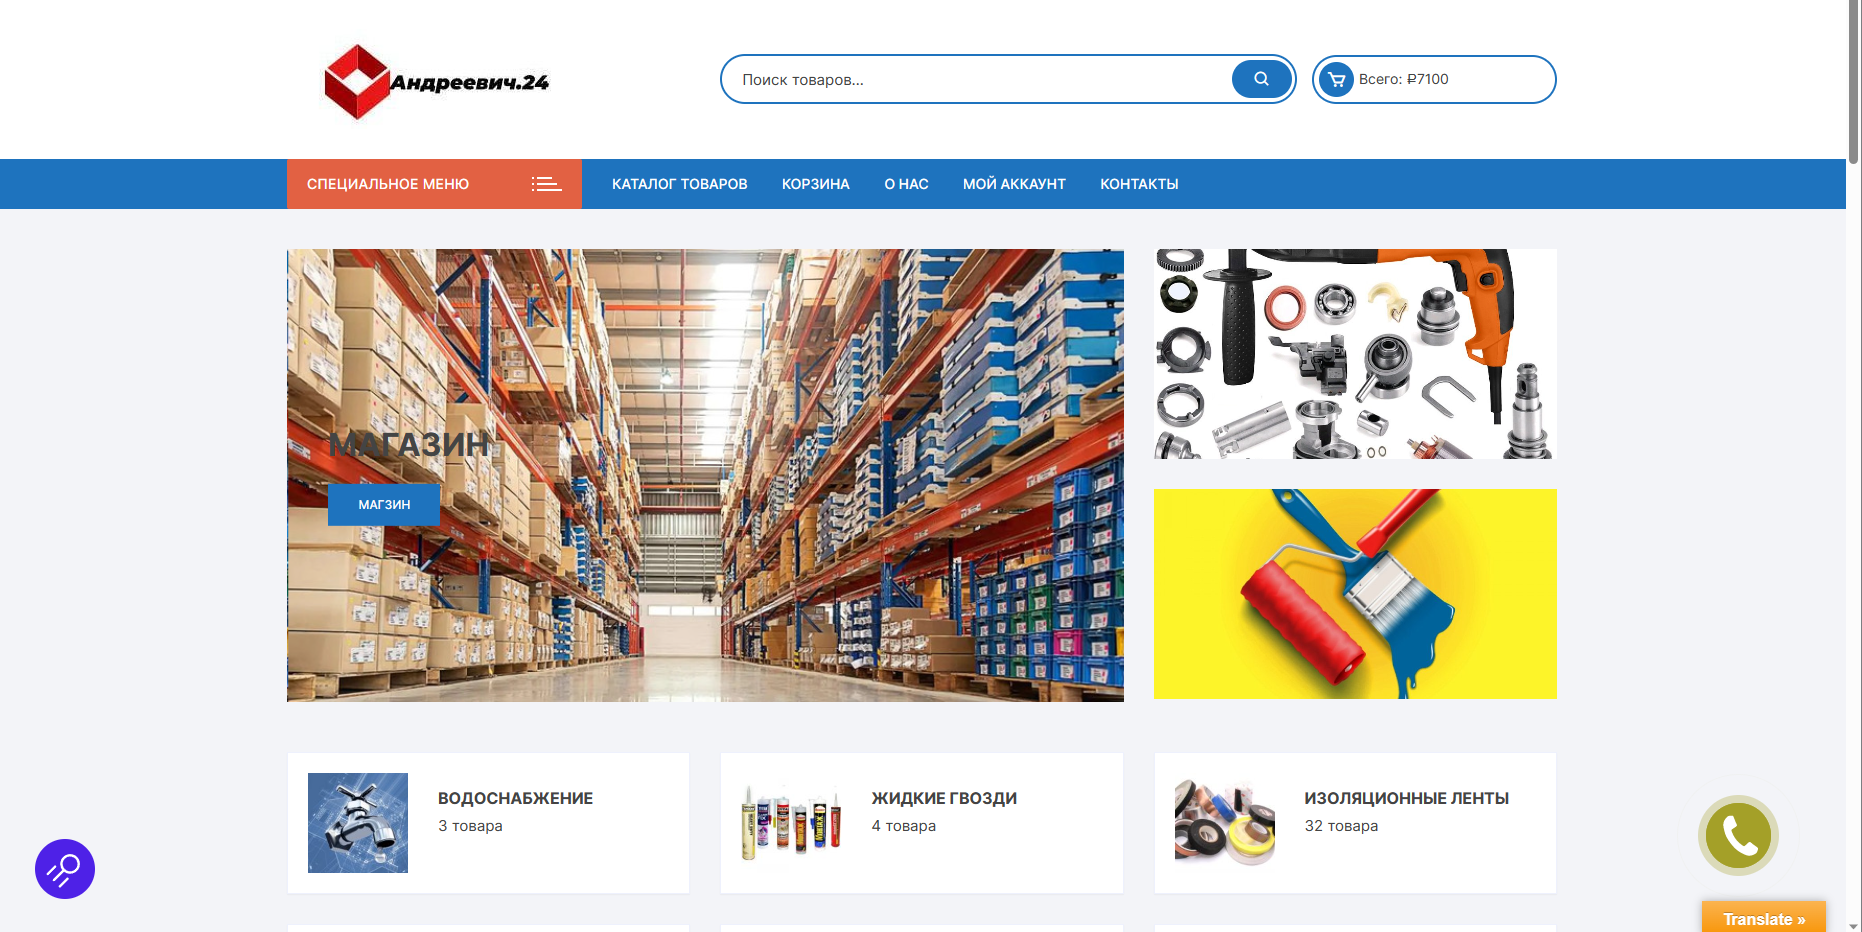 Андреевич.24
Поиск товаров...
Всего: ₽7100
СПЕЦИАЛЬНОЕ МЕНЮ
КАТАЛОГ ТОВАРОВ
КОРЗИНА
О НАС
МОЙ АККАУНТ
КОНТАКТЫ
МАГАЗИН
МАГЗИН
ВОДОСНАБЖЕНИЕ
3 товара
ЖИДКИЕ ГВОЗДИ
4 товара
ИЗОЛЯЦИОННЫЕ ЛЕНТЫ
32 товара
Translate »